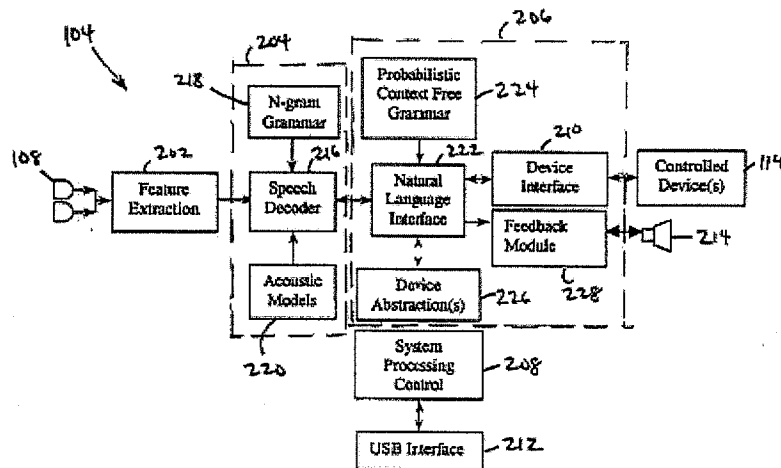 104
204
206
218
N-gram
Grammar
Probabilistic
Context Free
Grammar
224
108
202
216
222
210
114
Feature
Extraction
Speech
Decoder
Natural
Language
Interface
Device
Interface
Controlled
Device(s)
Feedback
Module
214
Acoustic
Models
Device
Abstraction(s)
226
228
220
System
Processing
Control
208
USB Interface
212